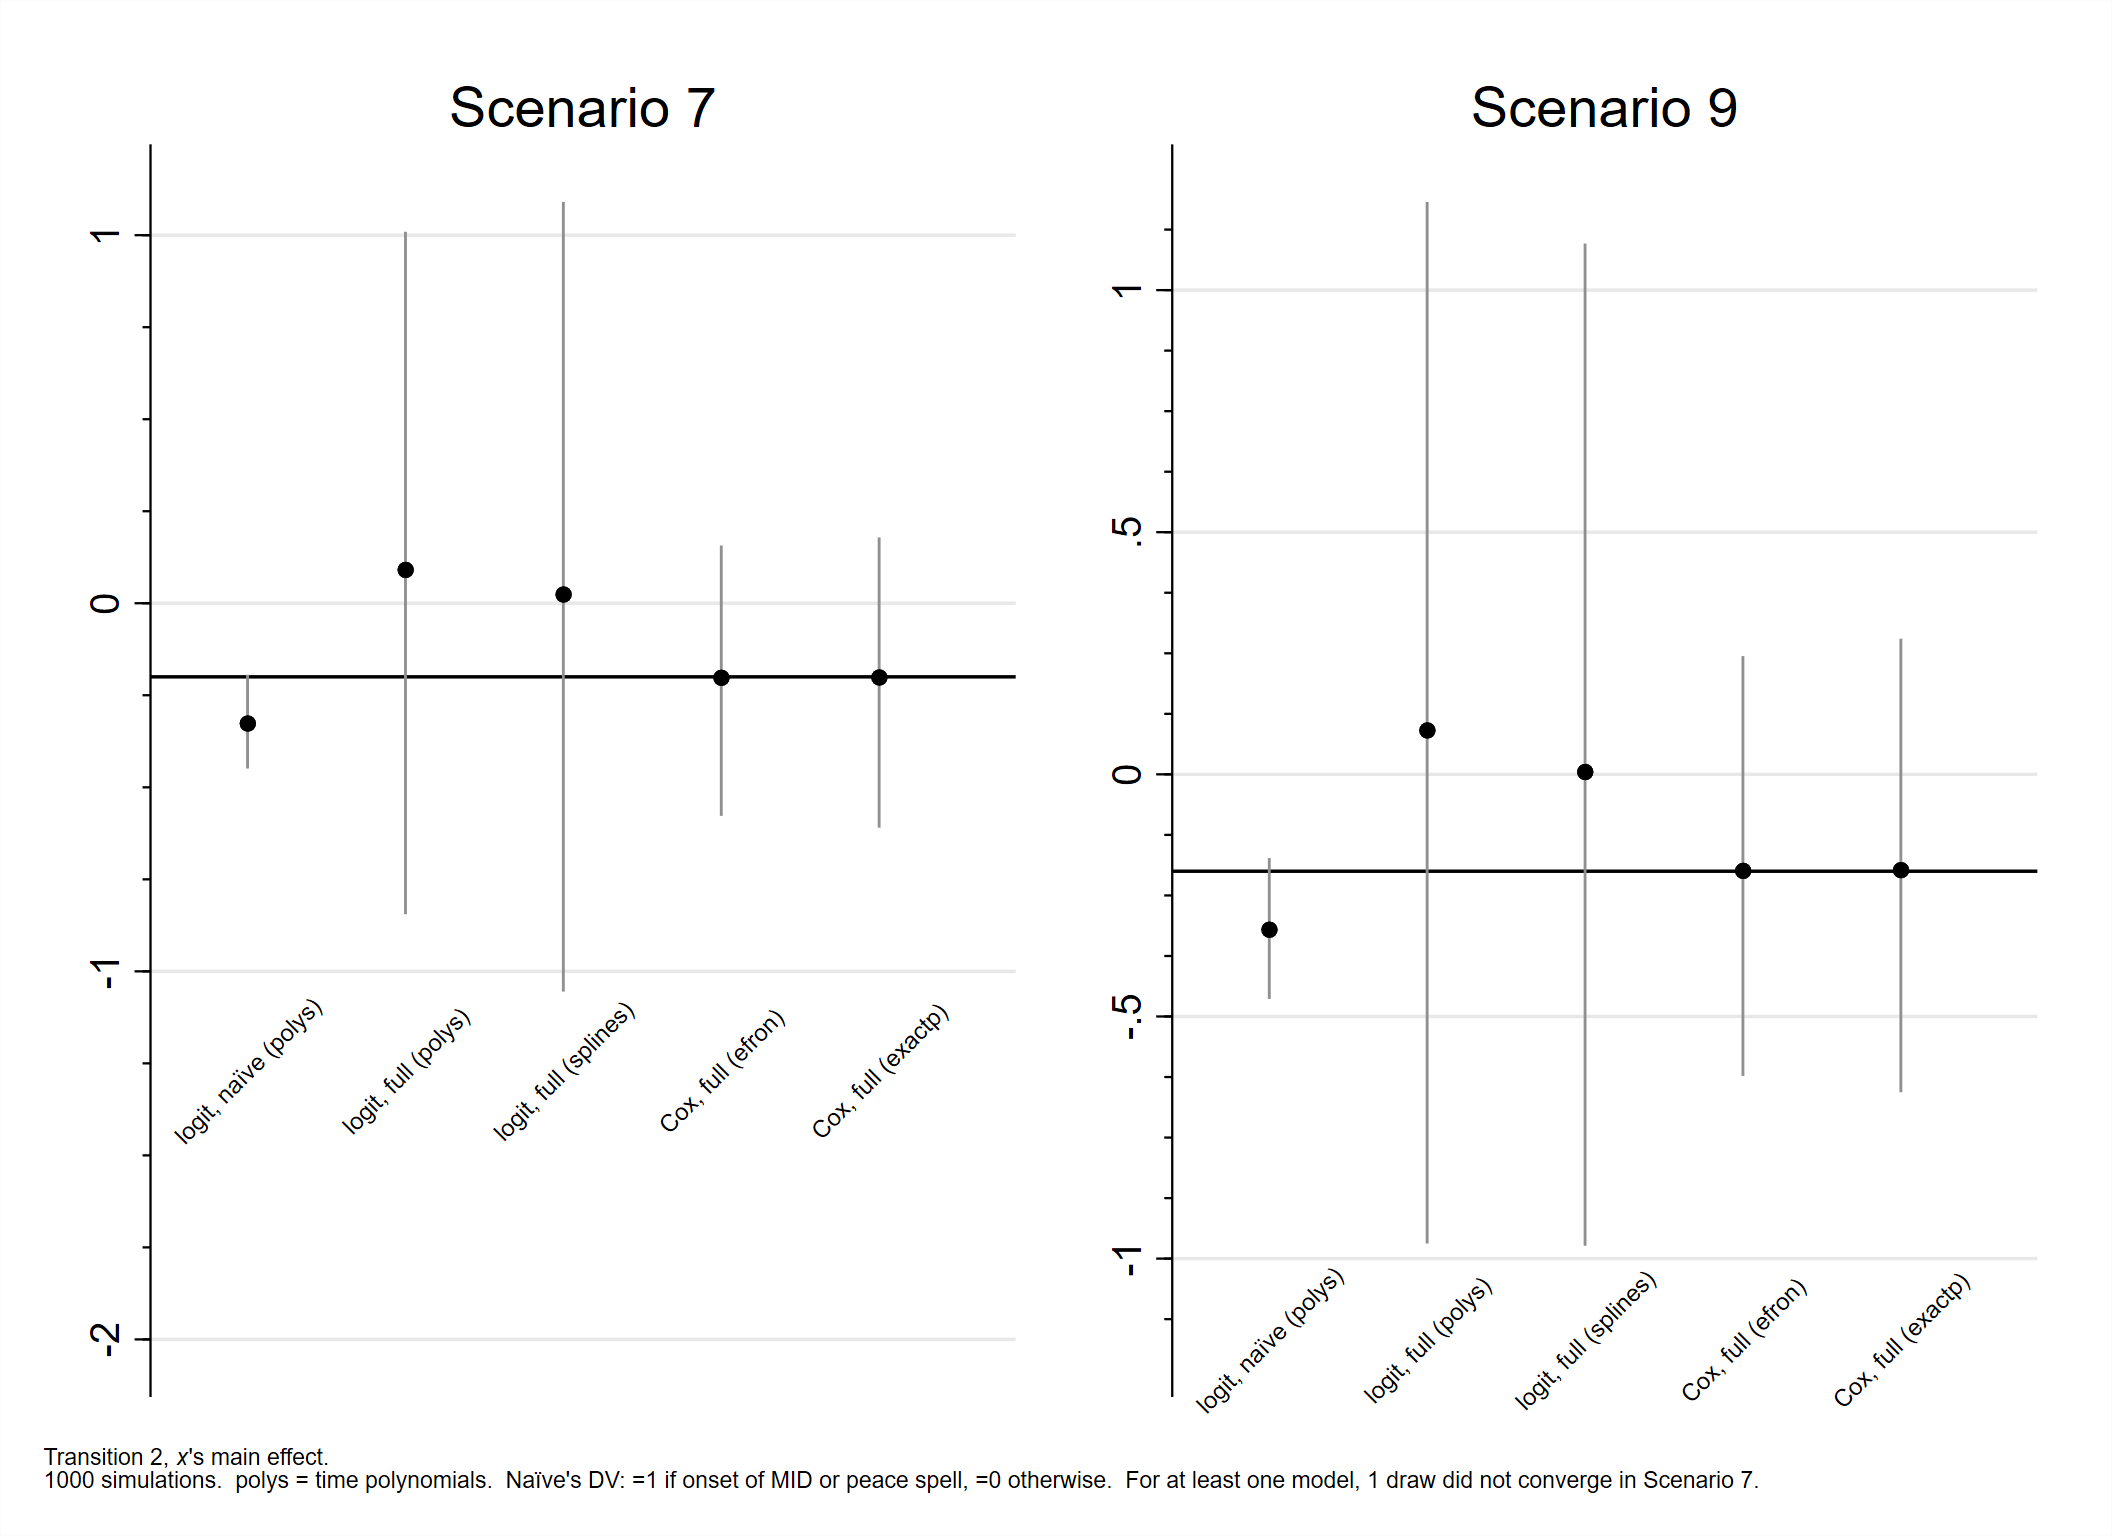 Scenario 7
1
0
-1
-2
logit, naïve (polys)
logit, full (polys)
logit, full (splines)
Cox, full (efron)
Cox, full (exactp)
Scenario 9
1
.5
0
-.5
-1
logit, naïve (polys)
logit, full (polys)
logit, full (splines)
Cox, full (efron)
Cox, full (exactp)
Transition 2, x's main effect.
1000 simulations.  polys = time polynomials.  Naïve's DV: =1 if onset of MID or peace spell, =0 otherwise.  For at least one model, 1 draw did not converge in Scenario 7.